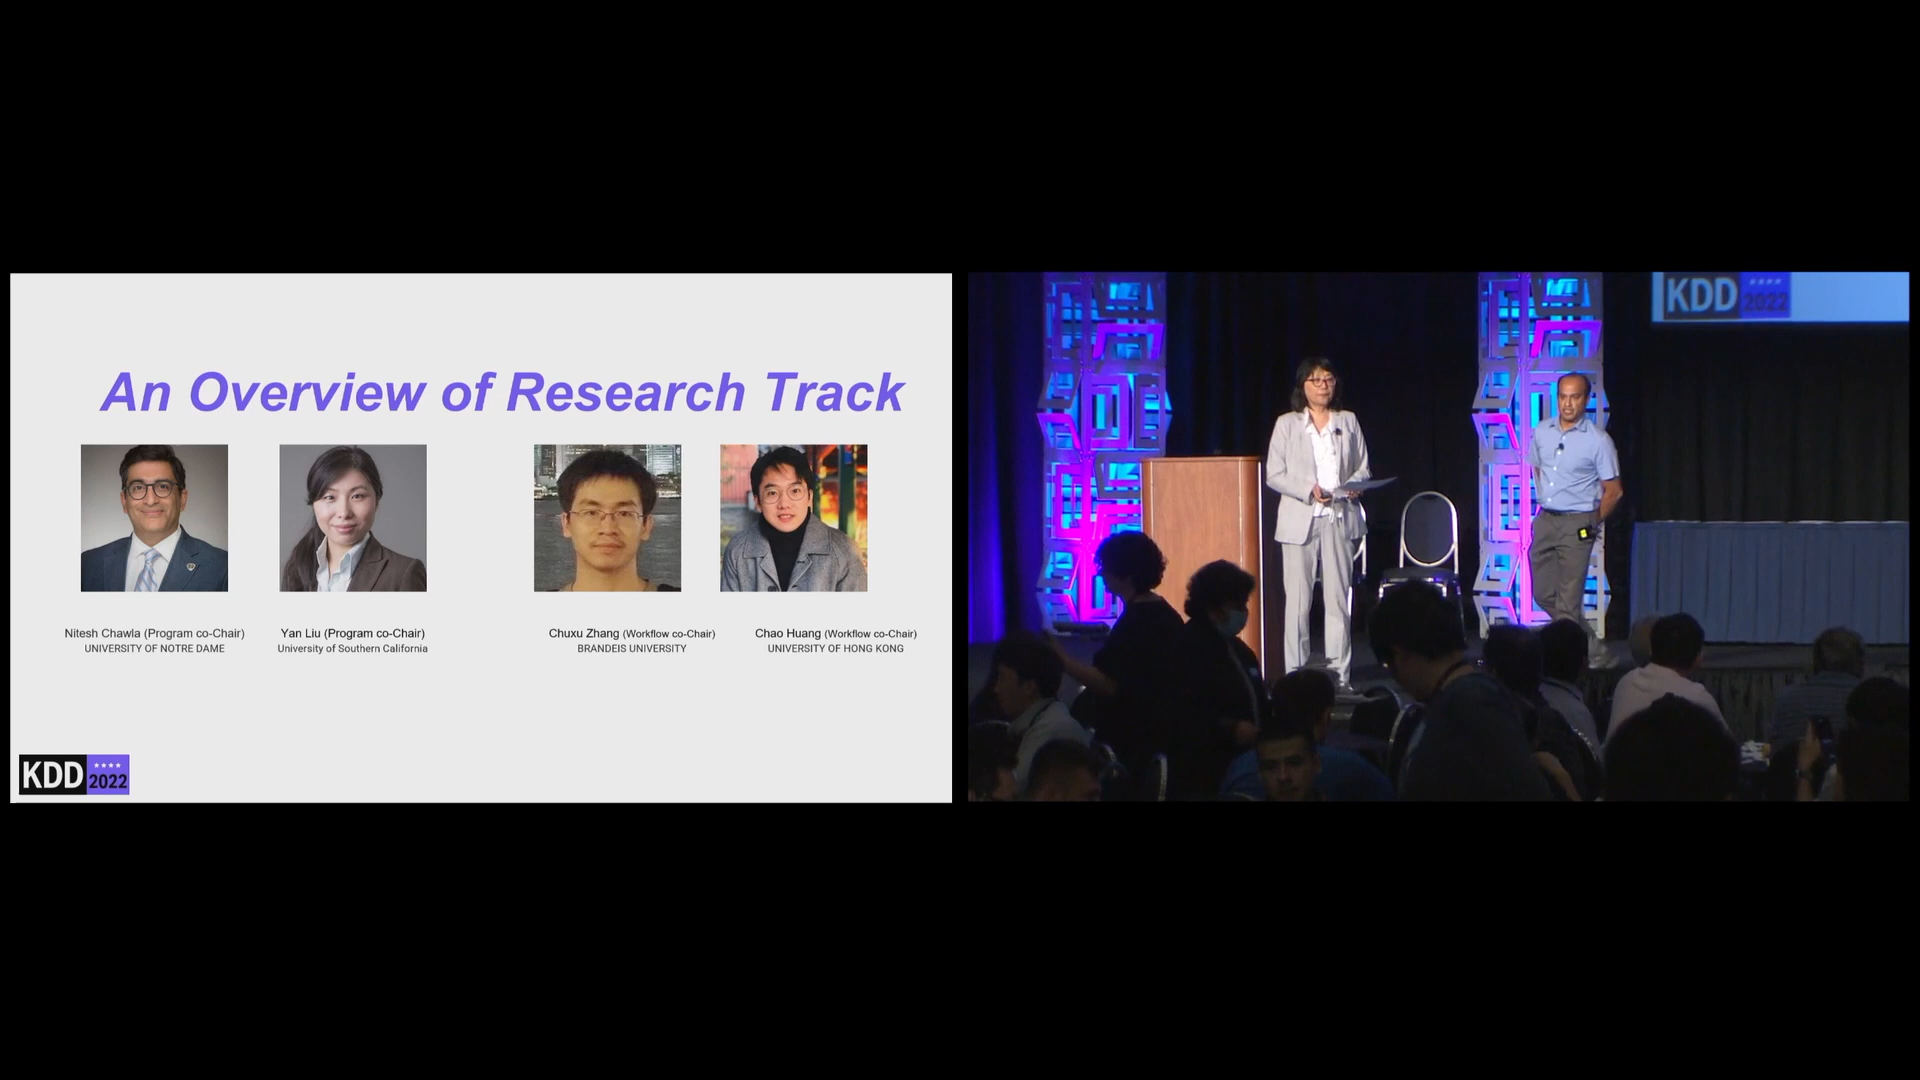 An Overview of Research Track
Nitesh Chawla (Program co-Chair)
UNIVERSITY OF NOTRE DAME
Yan Liu (Program co-Chair)
University of Southern California
Chuxu Zhang (Workflow co-Chair)
BRANDEIS UNIVERSITY
Chao Huang (Workflow co-Chair)
UNIVERSITY OF HONG KONG
KDD 2022
KDD 2022